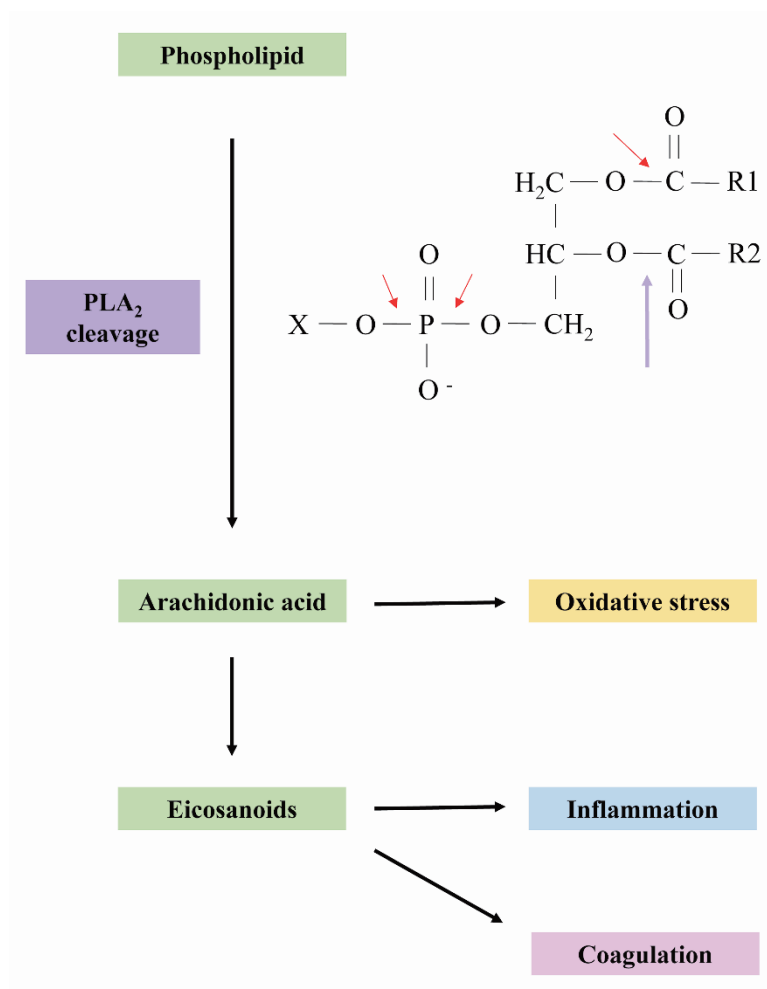 Phospholipid
O
H₂C — O — C — R1
HC — O — C — R2
O
O
PLA₂
cleavage
X — O — P — O — CH₂
O -
Arachidonic acid
Oxidative stress
Eicosanoids
Inflammation
Coagulation